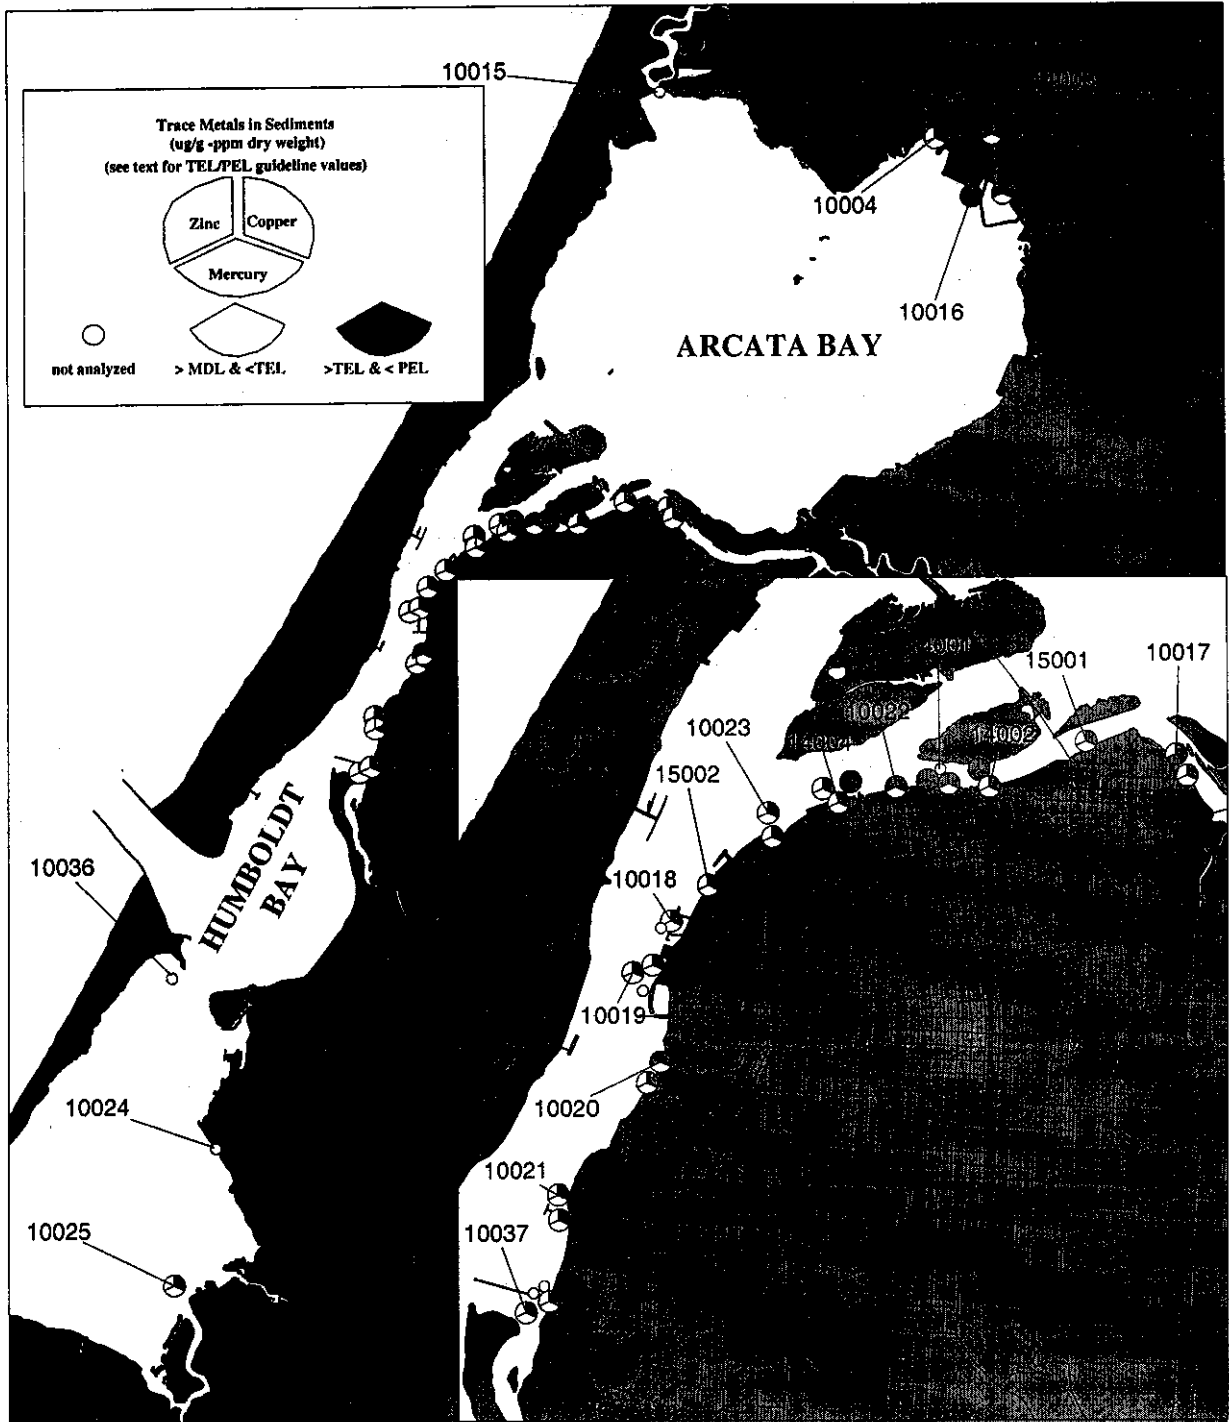 10015
Trace Metals in Sediments
(ug/g -ppm dry weight)
(see text for TEL/PEL guideline values)
Zinc
Copper
Mercury
not analyzed
> MDL & <TEL
>TEL & < PEL
10004
10016
ARCATA BAY
15001
10017
10022
14002
10023
15002
10018
10019
10020
10021
10037
HUMBOLDT
BAY
10036
10024
10025